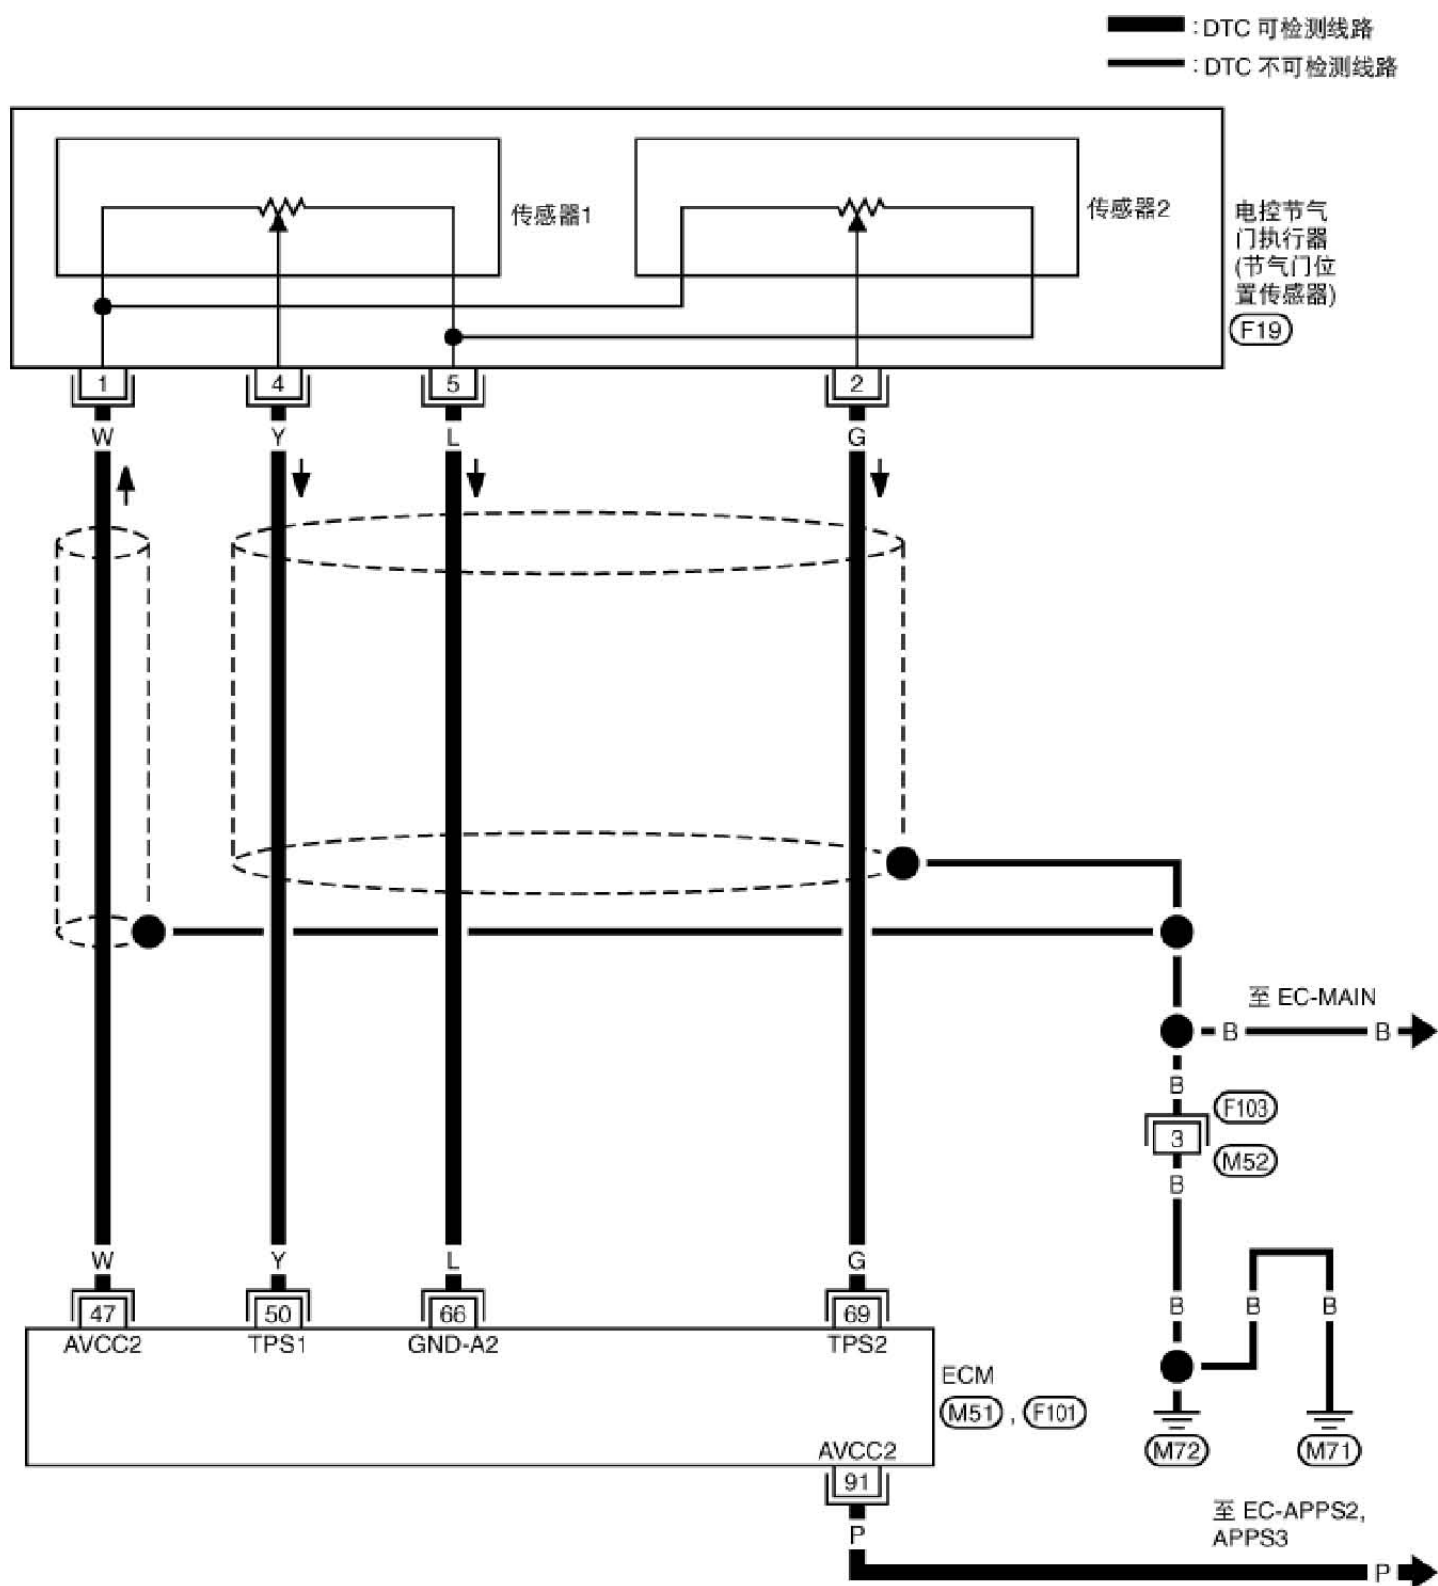 :DTC 可检测线路
:DTC 不可检测线路
传感器1
传感器2
电控节气
门执行器
(节气门位
置传感器)
F19
1 4 5 2
W Y L G
至 EC-MAIN
B B
B
F103
3
M52
B
W Y L G
47 50 66 69
AVCC2 TPS1 GND-A2 TPS2
B B B
ECM
M51 , F101
M72 M71
AVCC2
91
P
至 EC-APPS2,
APPS3
P